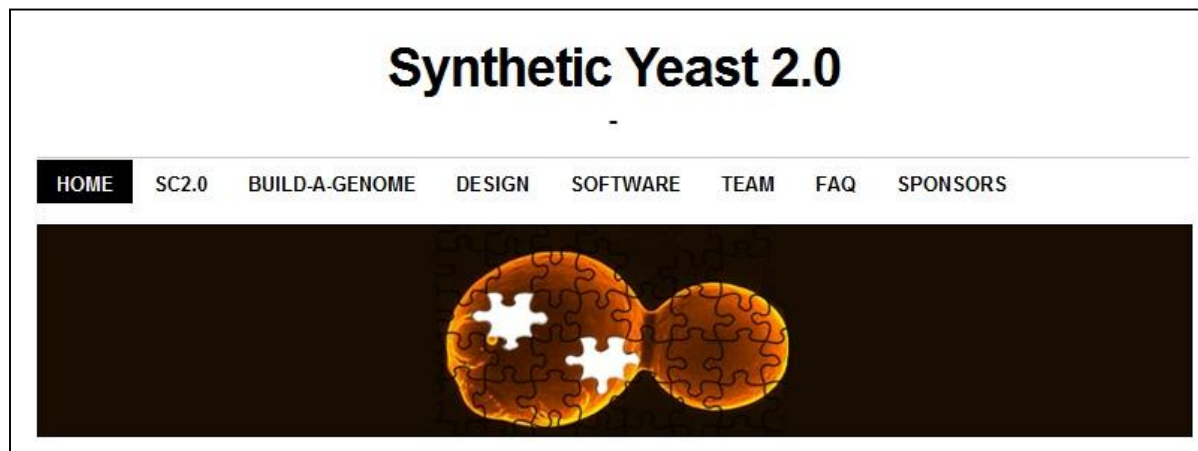 Synthetic Yeast 2.0
-
HOME SC2.0 BUILD-A-GENOME DESIGN SOFTWARE TEAM FAQ SPONSORS